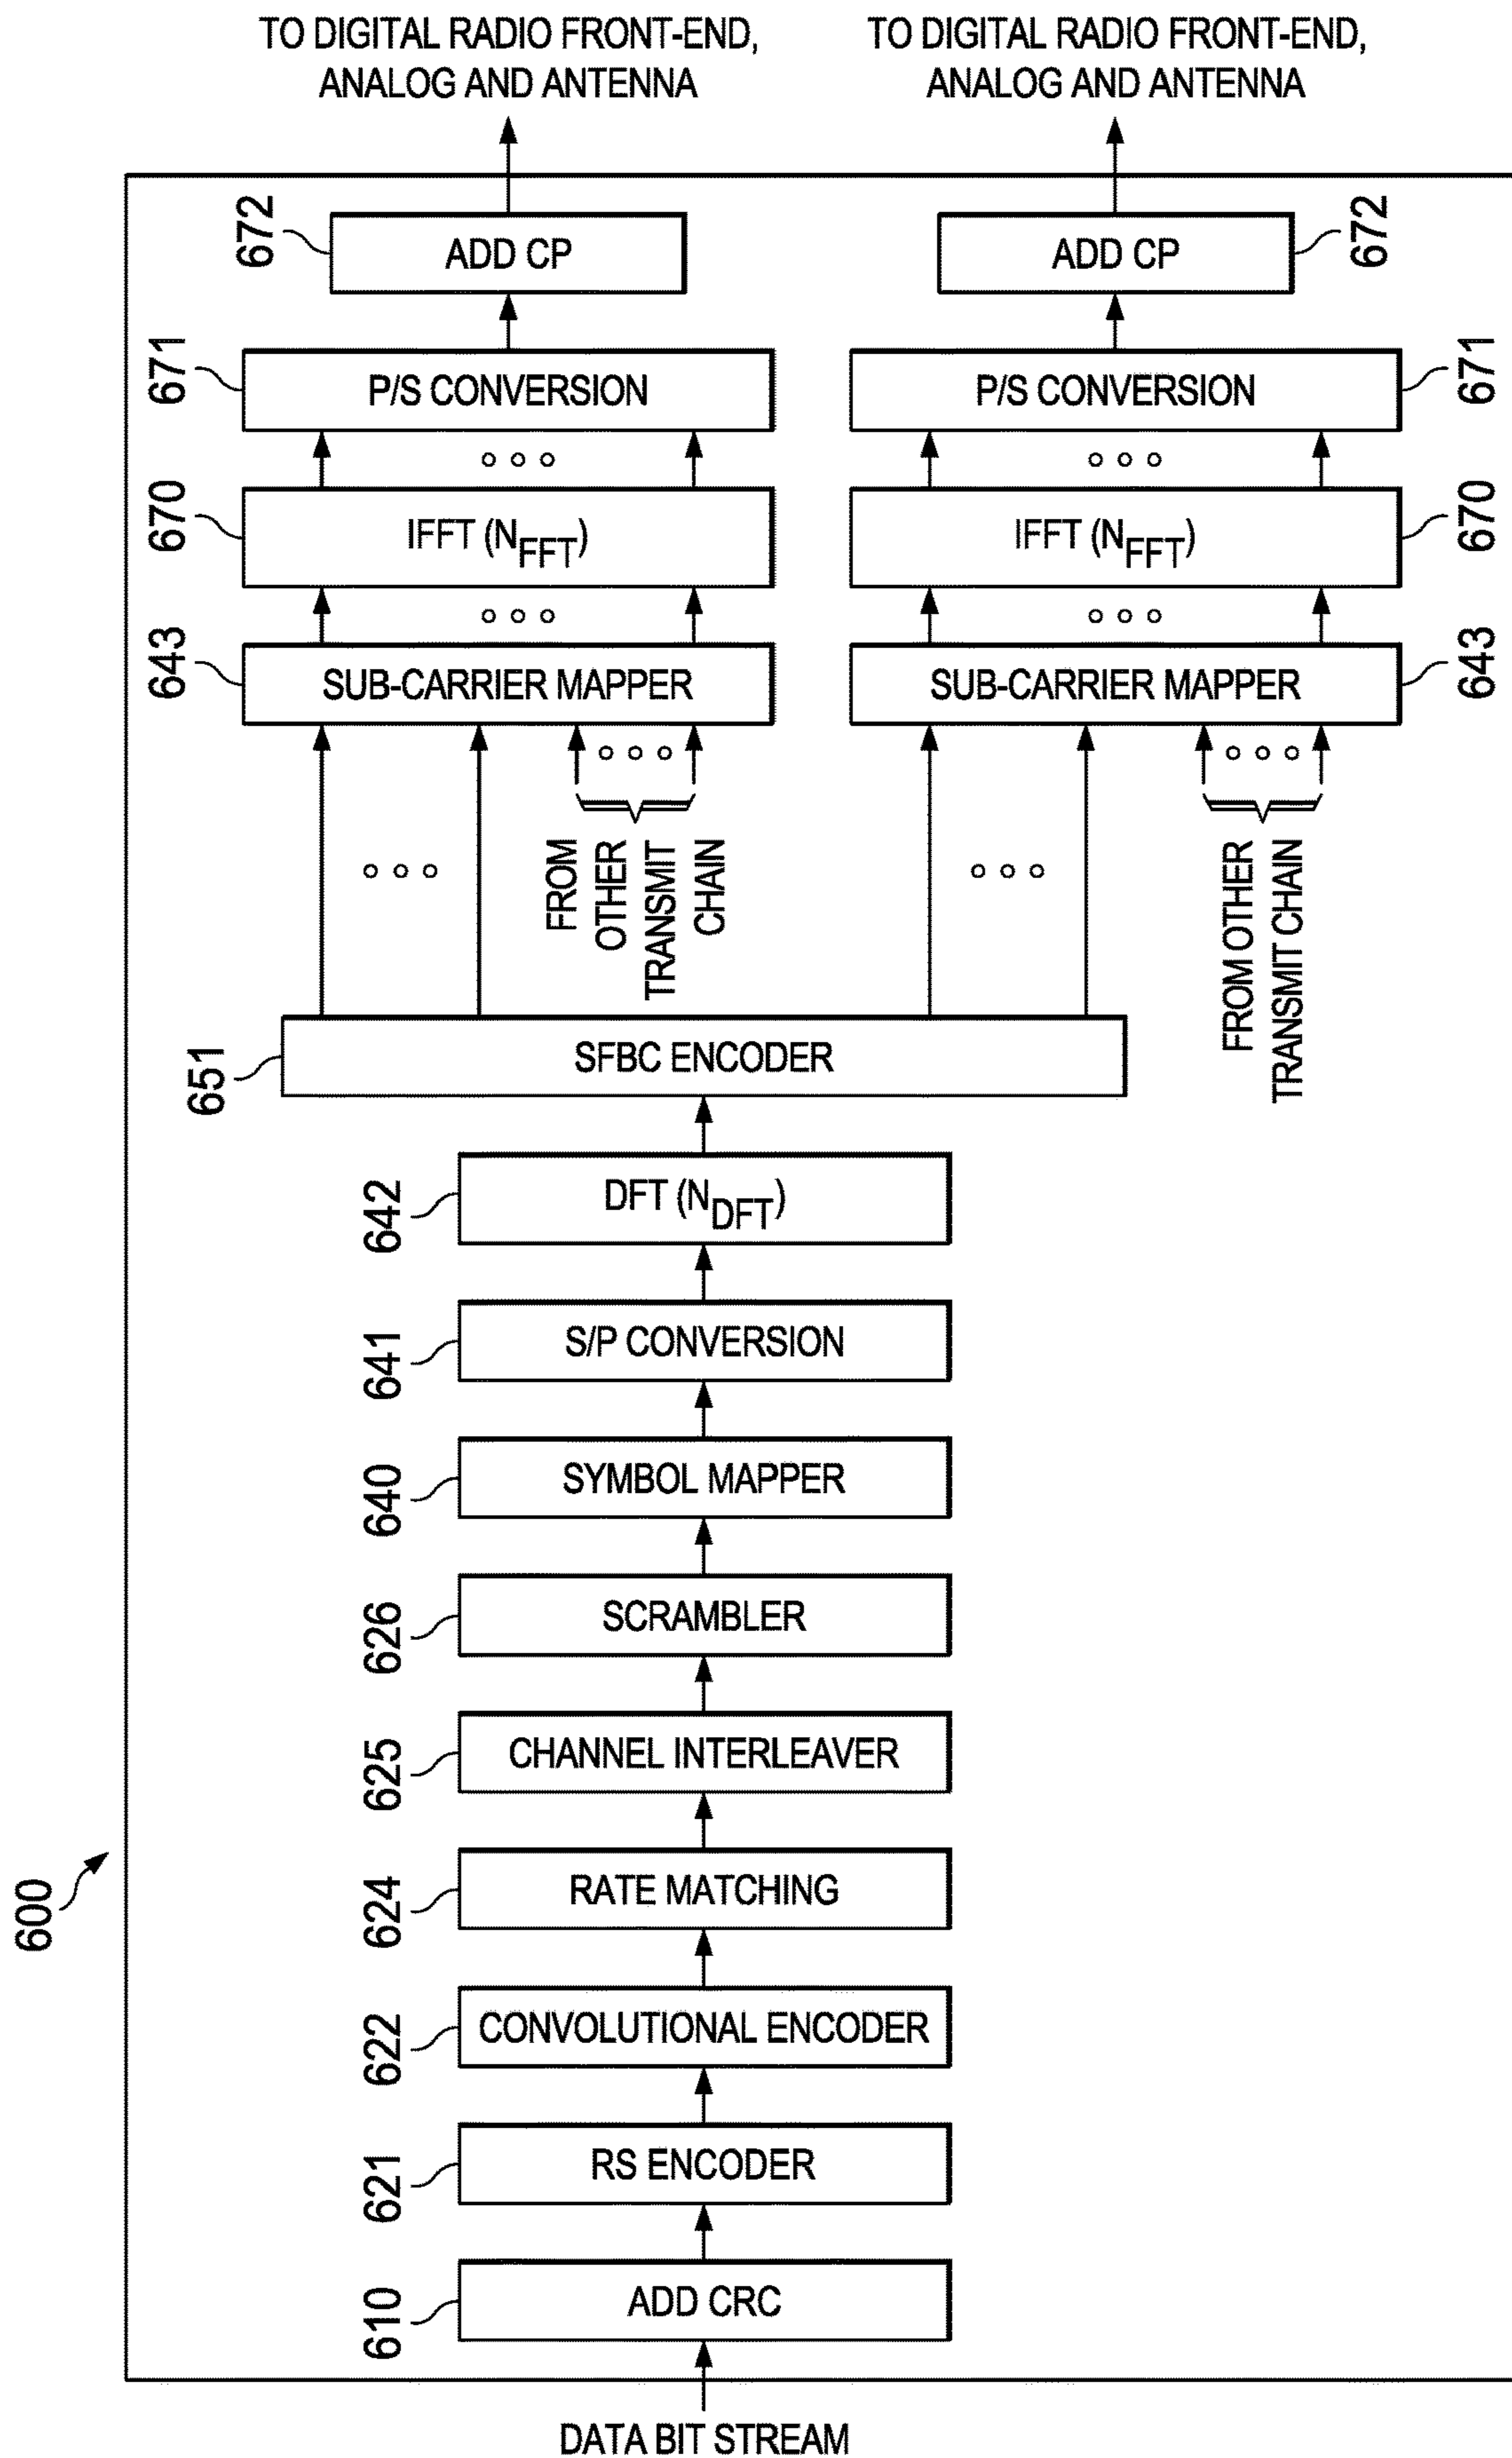 TO DIGITAL RADIO FRONT-END,
ANALOG AND ANTENNA
TO DIGITAL RADIO FRONT-END,
ANALOG AND ANTENNA
672
ADD CP
ADD CP
672
671
P/S CONVERSION
P/S CONVERSION
671
670
IFFT (NFFT)
IFFT (NFFT)
670
643
SUB-CARRIER MAPPER
SUB-CARRIER MAPPER
643
FROM
OTHER
TRANSMIT
CHAIN
FROM OTHER
TRANSMIT CHAIN
651
SFBC ENCODER
642
DFT (NDFT)
641
S/P CONVERSION
640
SYMBOL MAPPER
626
SCRAMBLER
625
CHANNEL INTERLEAVER
624
RATE MATCHING
600
622
CONVOLUTIONAL ENCODER
621
RS ENCODER
610
ADD CRC
DATA BIT STREAM